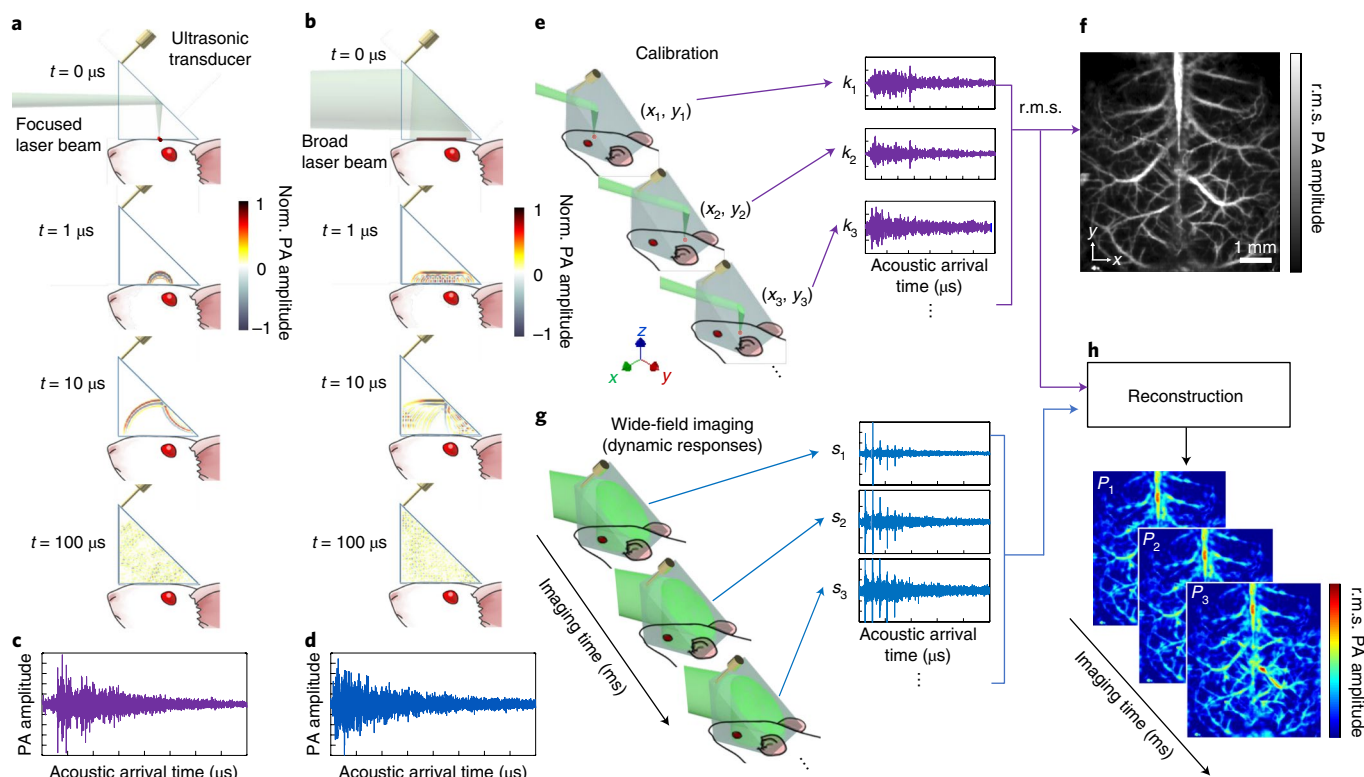 a
t = 0 μs
Ultrasonic
transducer
Focused
laser beam
t = 1 μs
1
0
−1
Norm. PA amplitude
t = 10 μs
t = 100 μs
b
t = 0 μs
Broad
laser beam
t = 1 μs
1
0
−1
Norm. PA amplitude
t = 10 μs
t = 100 μs
c
PA amplitude
Acoustic arrival time (μs)
d
PA amplitude
Acoustic arrival time (μs)
e
Calibration
(x1, y1)
(x2, y2)
(x3, y3)
...
z
x
y
k1
k2
k3
Acoustic arrival
time (μs)
...
r.m.s.
f
y
x
1 mm
r.m.s. PA amplitude
g
Wide-field imaging
(dynamic responses)
Imaging time (ms)
...
s1
s2
s3
Acoustic arrival
time (μs)
...
h
Reconstruction
P1
P2
P3
r.m.s. PA amplitude
Imaging time (ms)